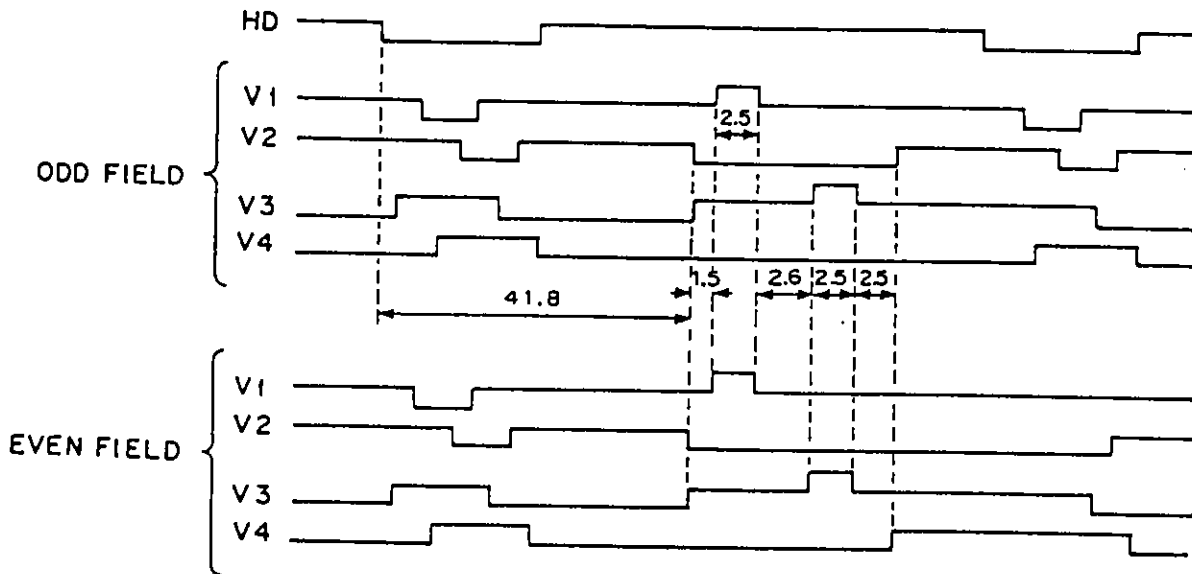 HD
ODD FIELD
V1
2.5
V2
V3
V4
1.5
2.6
2.5
2.5
41.8
EVEN FIELD
V1
V2
V3
V4